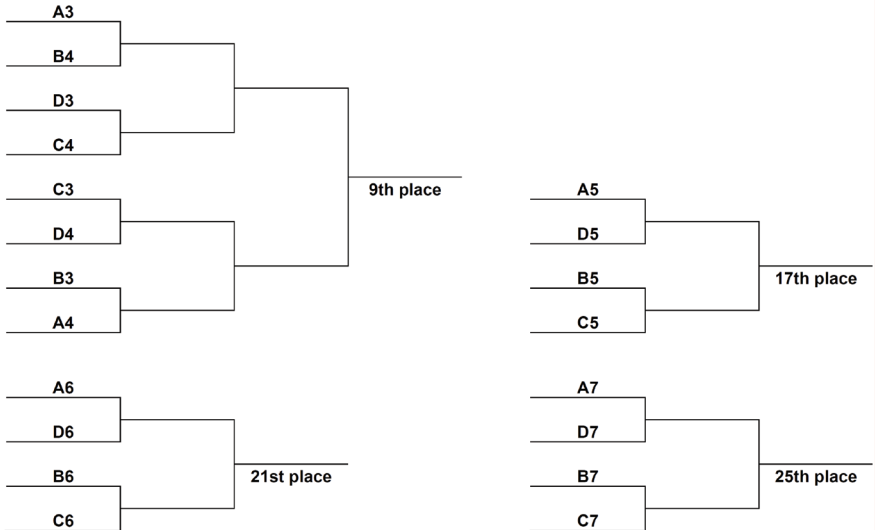 A3
B4
D3
C4
C3
D4
B3
A4
9th place
A5
D5
B5
C5
17th place
A6
D6
B6
C6
21st place
A7
D7
B7
C7
25th place